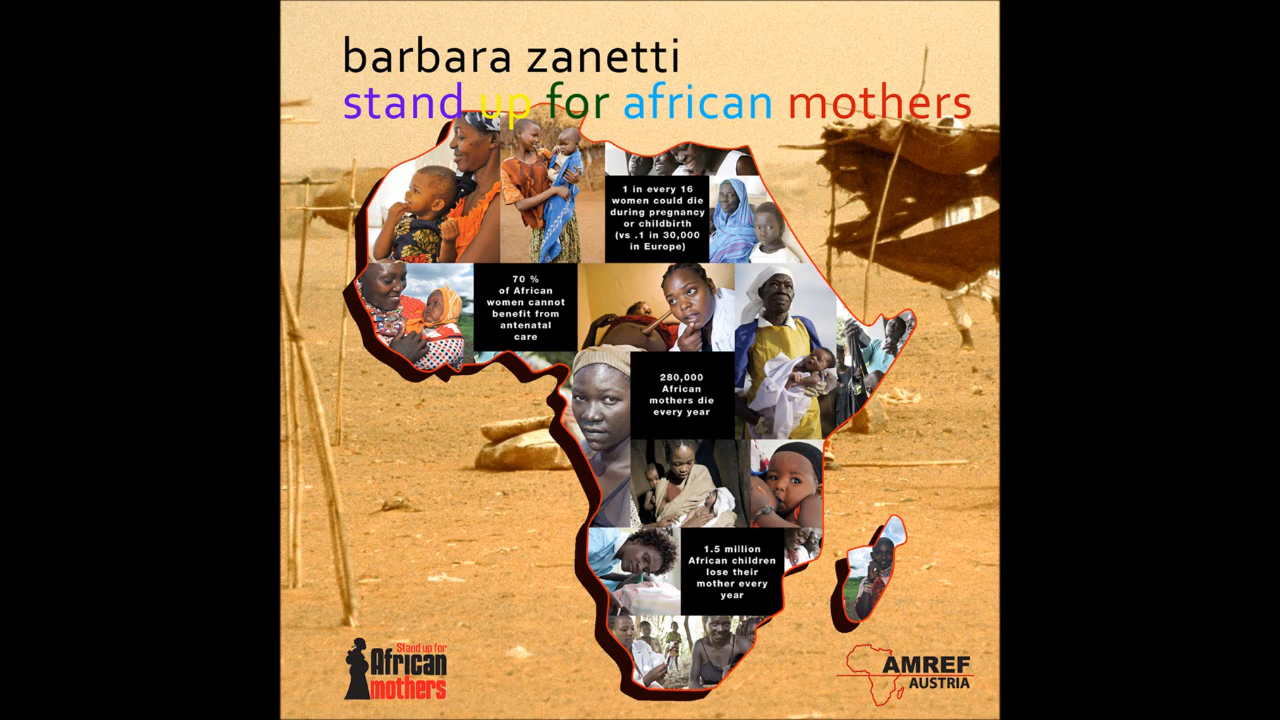 barbara zanetti
stand up for african mothers
1 in every 16
women could die
during pregnancy
or childbirth
(vs .1 in 30,000
in Europe)
70 %
of African
women cannot
benefit from
antenatal
care
280,000
African
mothers die
every year
1.5 million
African children
lose their
mother every
year
Stand up for
African
mothers
AMREF
AUSTRIA